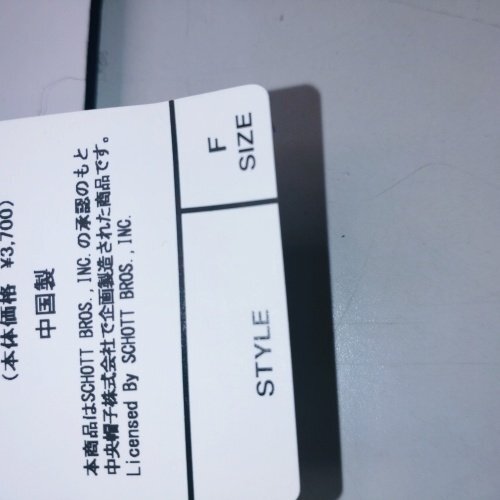 SIZE
F
STYLE
(本体価格 ¥3,700)
中国製
本商品はSCHOTT BROS.,INC.の承認のもと
中央帽子株式会社で企画製造された商品です。
Licensed By SCHOTT BROS.,INC.